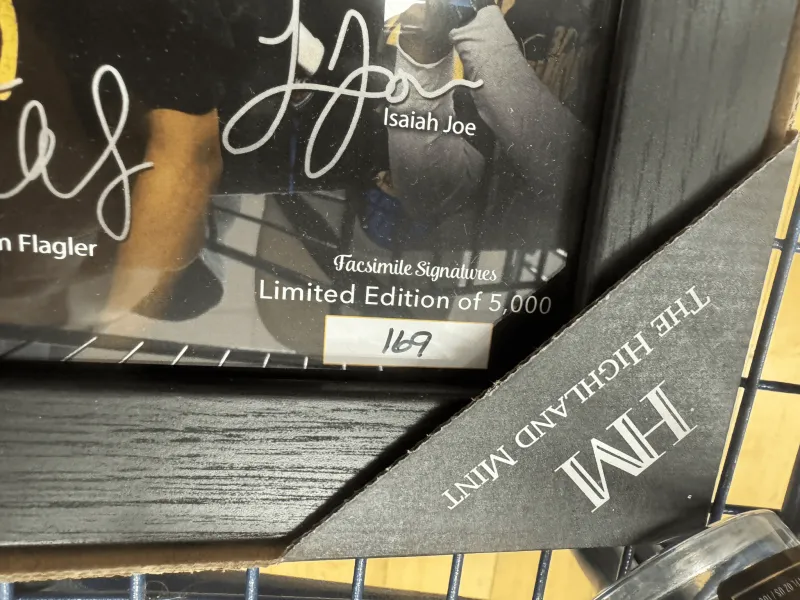 Isaiah Joe
m Flagler
Facsimile Signatures
Limited Edition of 5,000
169
THE HIGHLAND MINT
HM